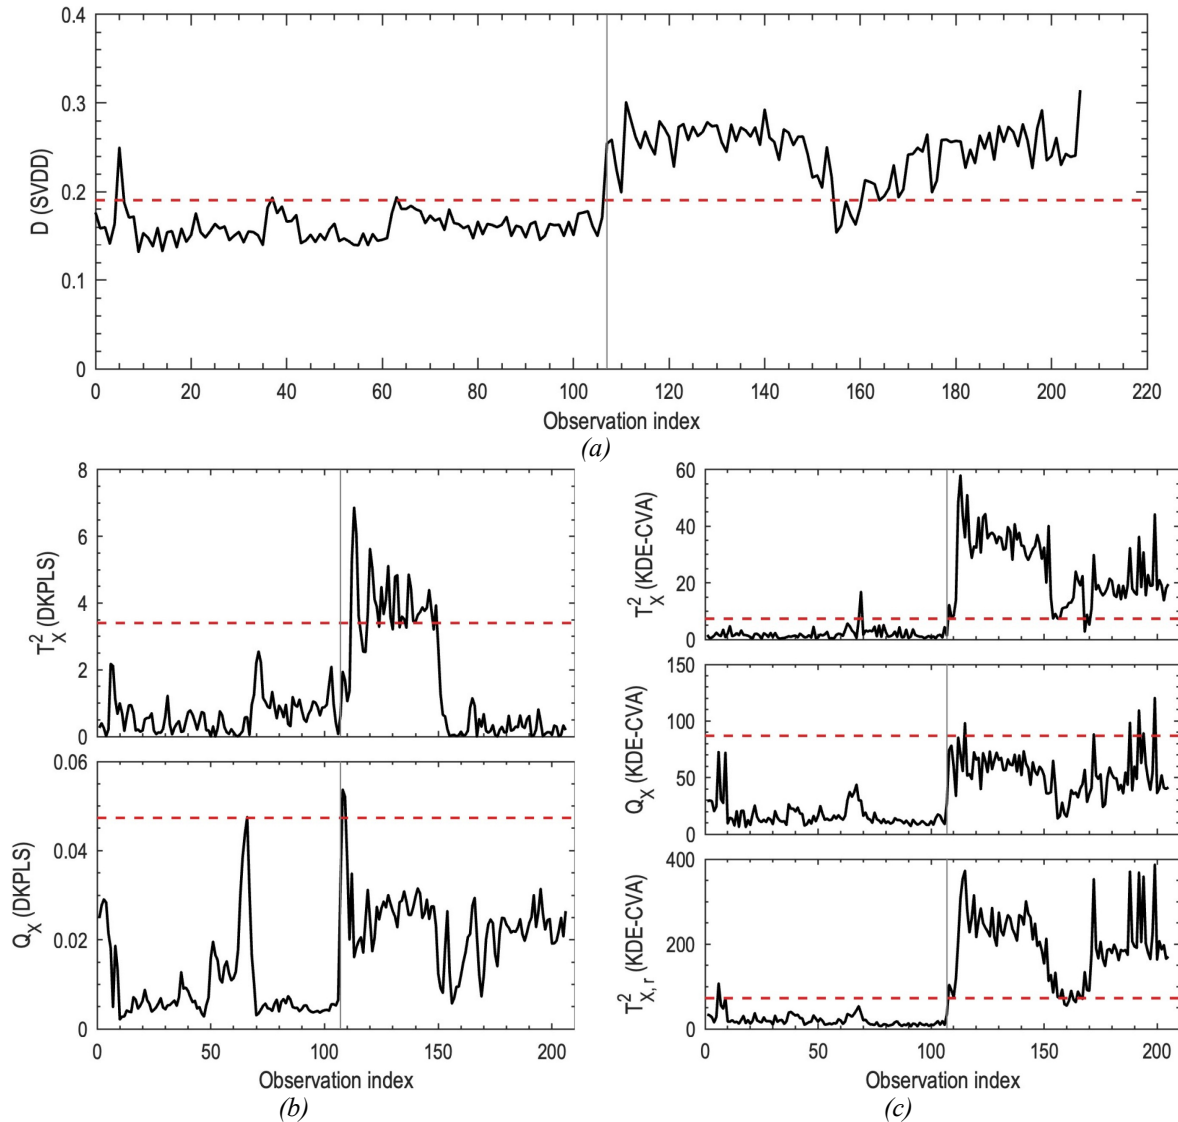 0.4
0.3
0.2
0.1
0
D (SVDD)
0 20 40 60 80 100 120 140 160 180 200 220
Observation index
(a)
8
6
4
2
0
T²X (DKPLS)
0.06
0.04
0.02
0
QX (DKPLS)
0 50 100 150 200
Observation index
(b)
60
40
20
0
T²X (KDE-CVA)
150
100
50
0
QX (KDE-CVA)
400
200
0
T²X, r (KDE-CVA)
0 50 100 150 200
Observation index
(c)